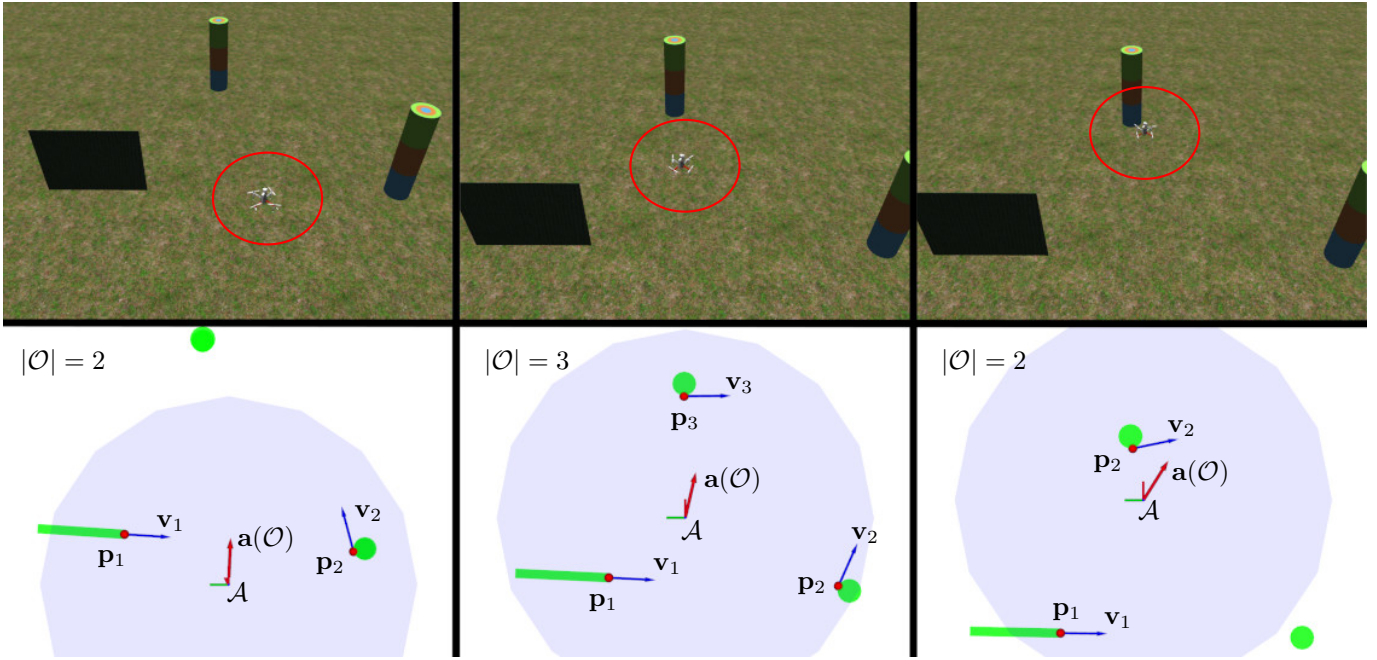 |𝒪| = 2
v₁
p₁
v₂
p₂
a(𝒪)
𝒜
|𝒪| = 3
v₃
p₃
a(𝒪)
𝒜
v₂
p₂
v₁
p₁
|𝒪| = 2
v₂
p₂
a(𝒪)
𝒜
p₁
v₁